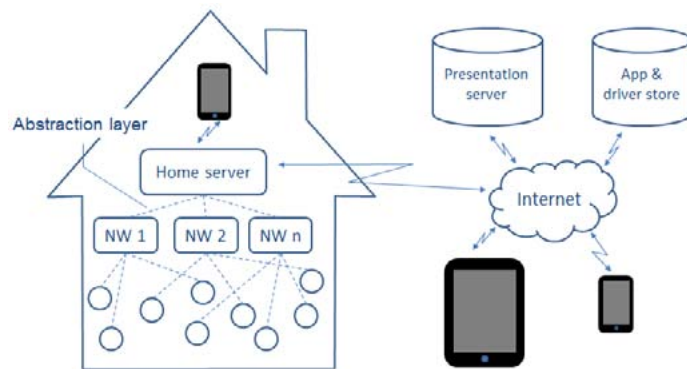 Abstraction layer
Home server
NW 1
NW 2
NW n
Presentation
server
App &
driver store
Internet